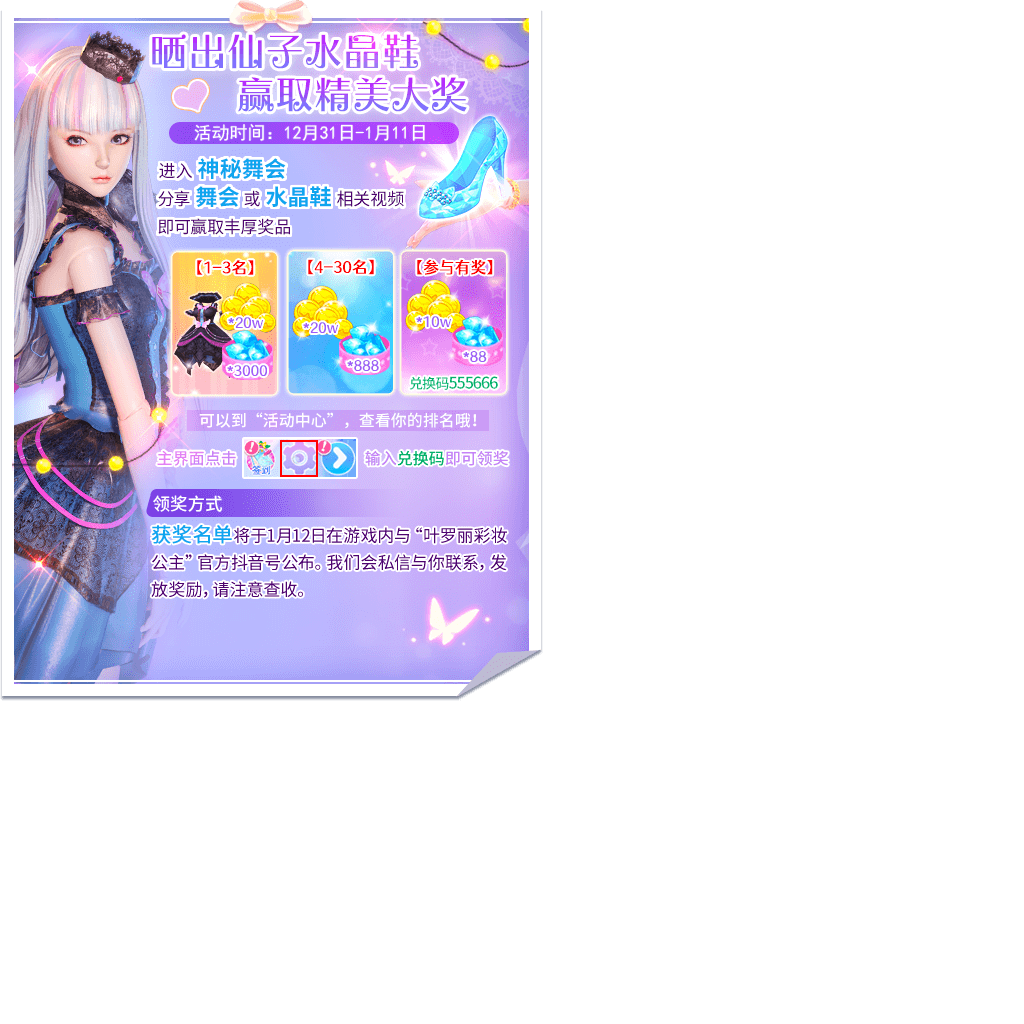 晒出仙子水晶鞋
赢取精美大奖
活动时间：12月31日-1月11日
进入 神秘舞会
分享 舞会 或 水晶鞋 相关视频
即可赢取丰厚奖品
【1-3名】
*20w
*3000
【4-30名】
*20w
*888
【参与有奖】
*10w
*88
兑换码555666
可以到“活动中心”，查看你的排名哦！
主界面点击
签到
输入兑换码即可领奖
领奖方式
获奖名单将于1月12日在游戏内与“叶罗丽彩妆
公主”官方抖音号公布。我们会私信与你联系，发
放奖励，请注意查收。